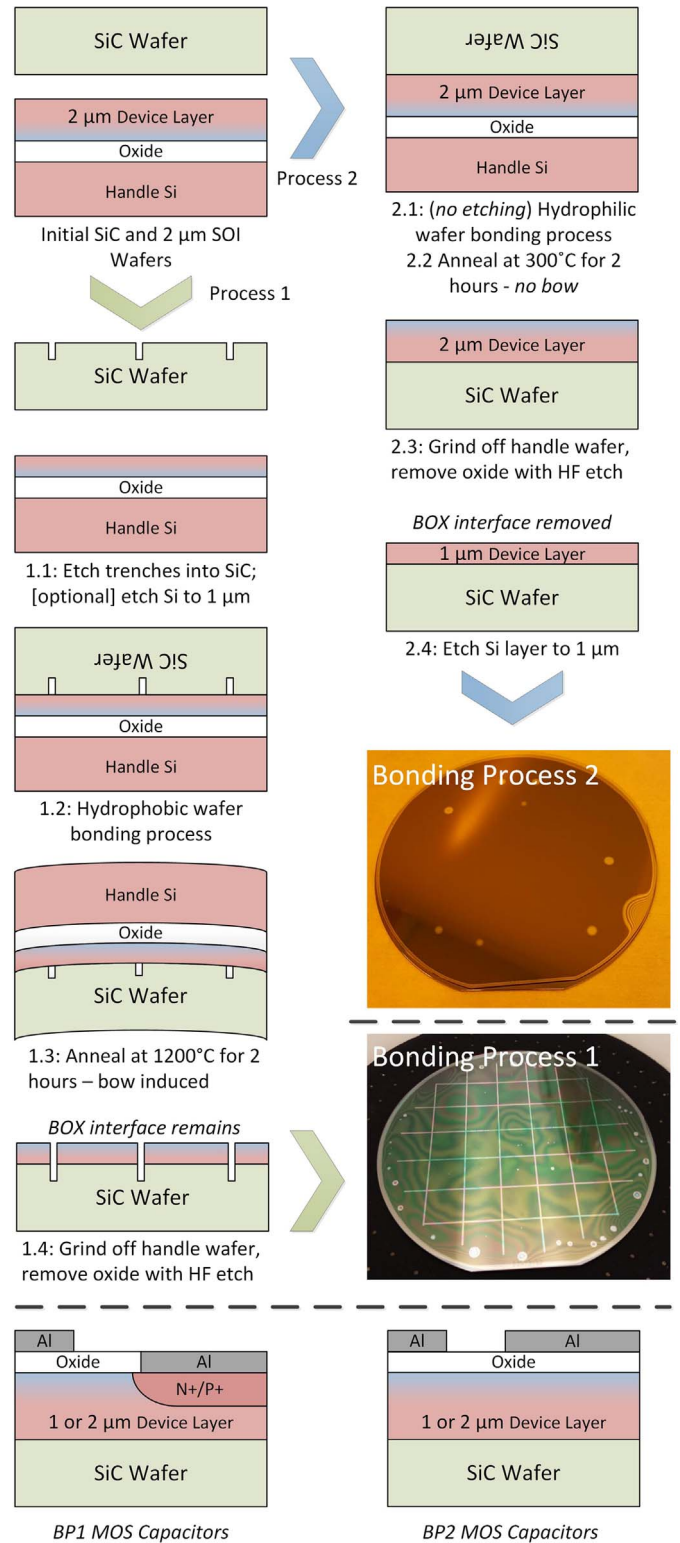 SiC Wafer
2 µm Device Layer
Oxide
Handle Si
Initial SiC and 2 µm SOI
Wafers
Process 2
Process 1
SiC Wafer
Oxide
Handle Si
1.1: Etch trenches into SiC;
[optional] etch Si to 1 µm
SiC Wafer
Oxide
Handle Si
1.2: Hydrophobic wafer
bonding process
Handle Si
Oxide
SiC Wafer
1.3: Anneal at 1200°C for 2
hours – bow induced
BOX interface remains
SiC Wafer
1.4: Grind off handle wafer,
remove oxide with HF etch
SiC Wafer
2 µm Device Layer
Oxide
Handle Si
2.1: (no etching) Hydrophilic
wafer bonding process
2.2 Anneal at 300˚C for 2
hours - no bow
2 µm Device Layer
SiC Wafer
2.3: Grind off handle wafer,
remove oxide with HF etch
BOX interface removed
1 µm Device Layer
SiC Wafer
2.4: Etch Si layer to 1 µm
Bonding Process 2
Bonding Process 1
Al
Oxide
Al
N+/P+
1 or 2 µm Device Layer
SiC Wafer
BP1 MOS Capacitors
Al
Al
Oxide
1 or 2 µm Device Layer
SiC Wafer
BP2 MOS Capacitors